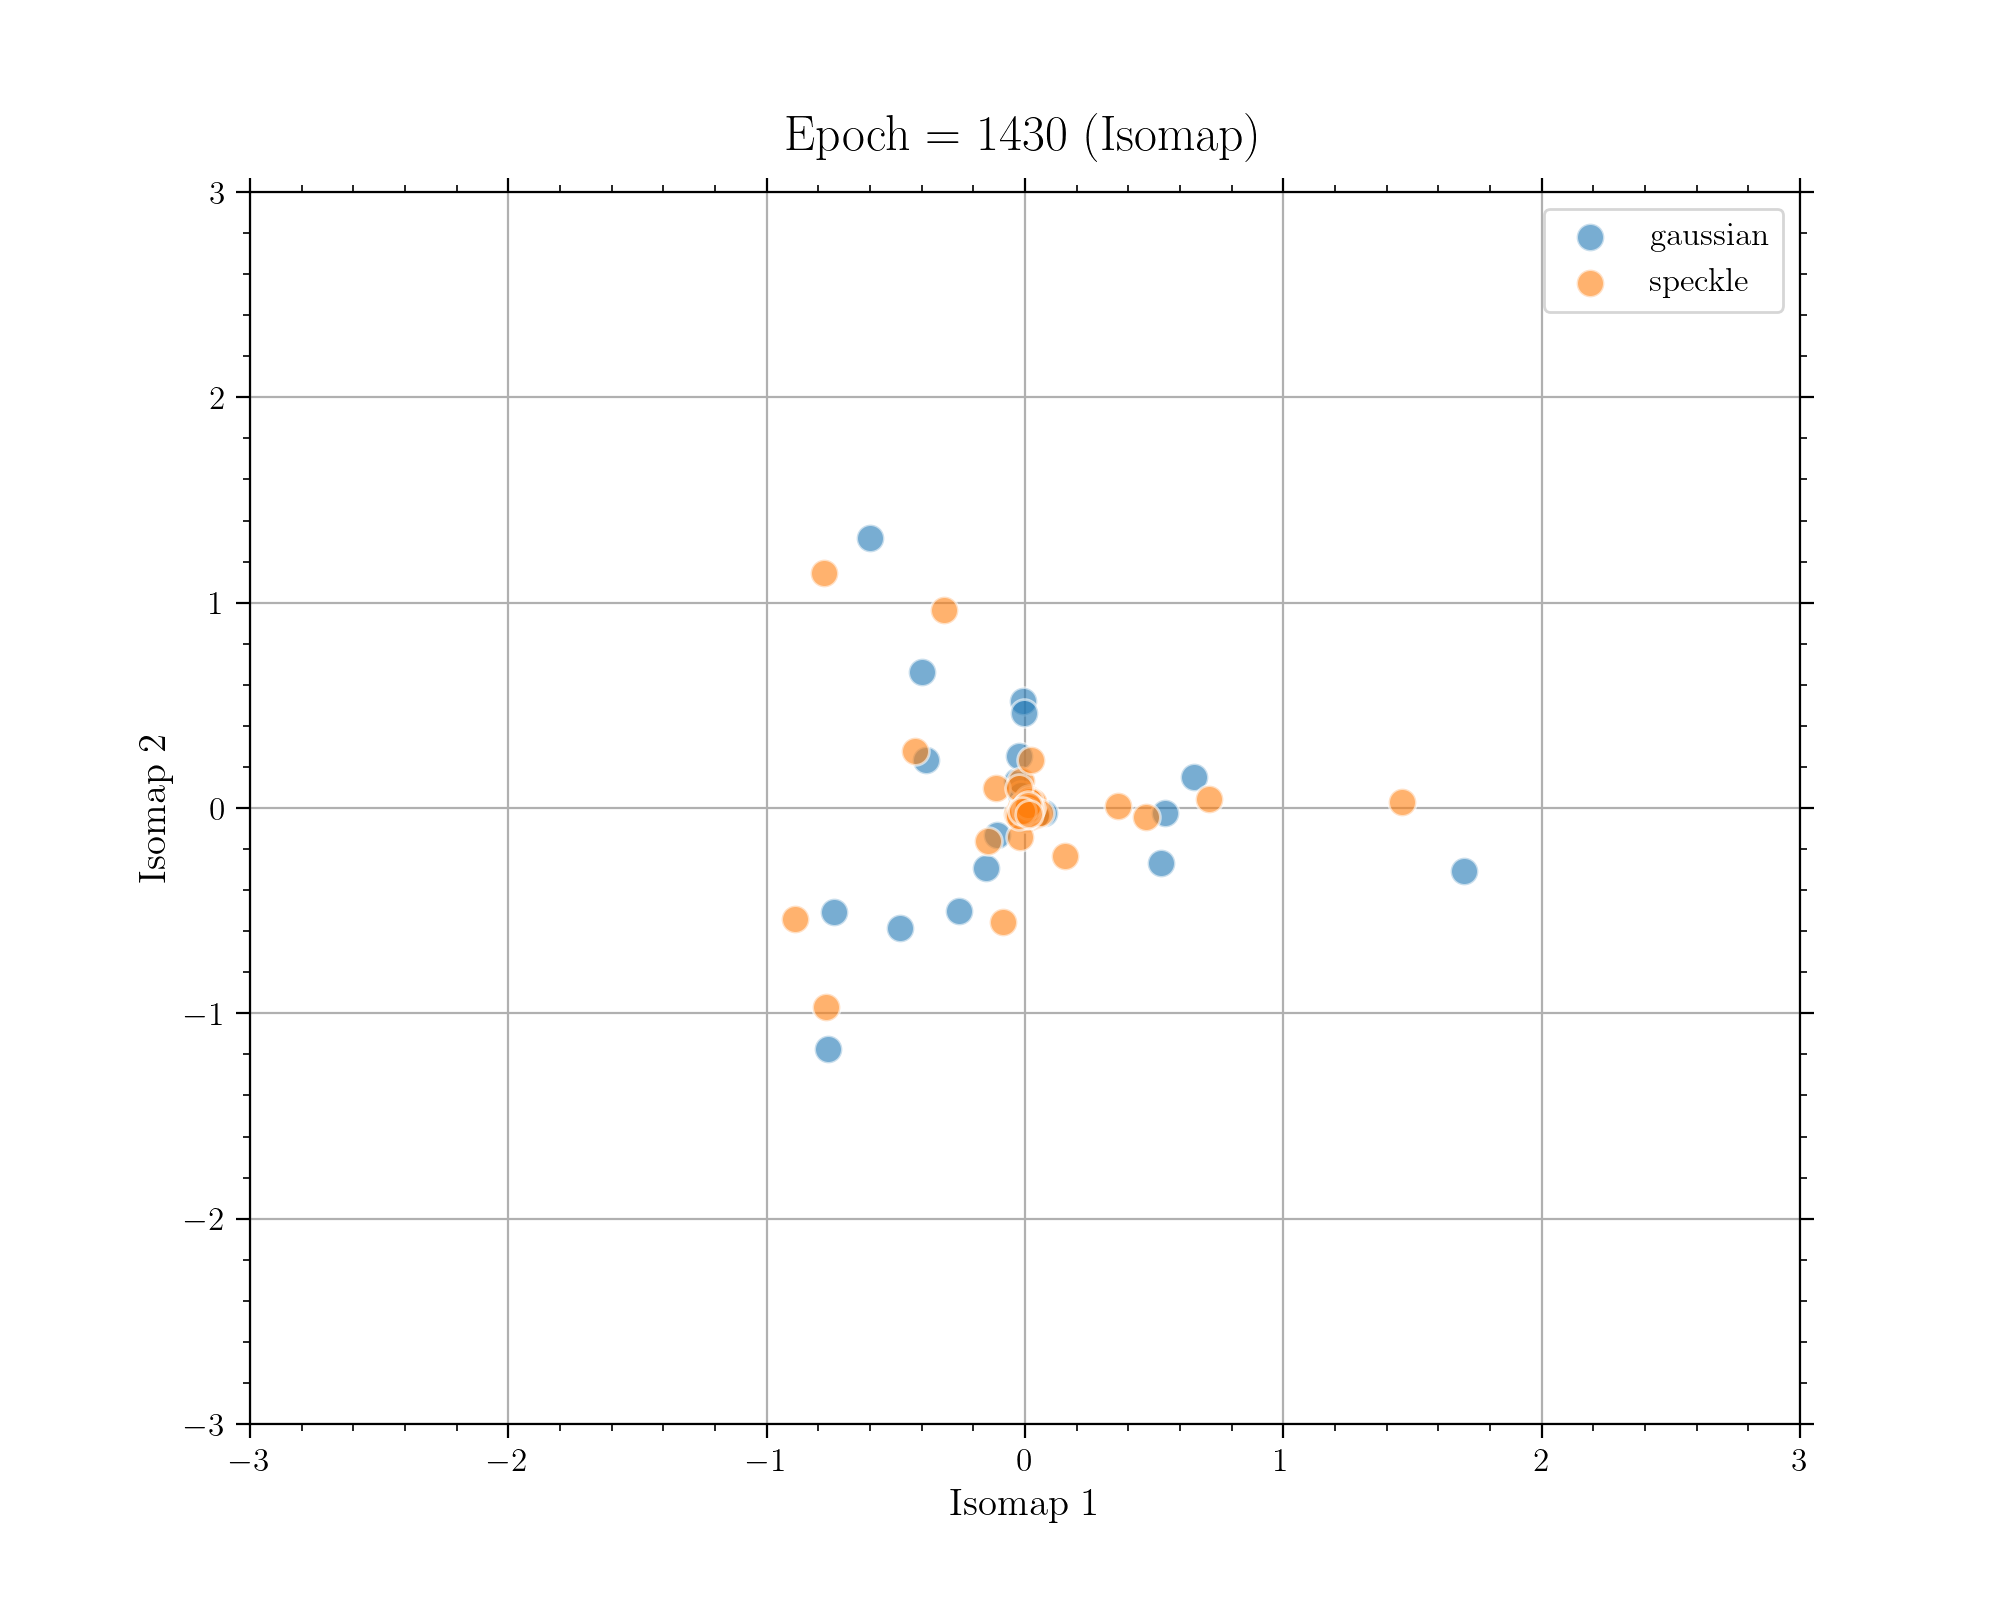 Epoch = 1430 (Isomap)
gaussian
speckle
3
2
1
0
−1
−2
−3
Isomap 2
−3
−2
−1
0
1
2
3
Isomap 1